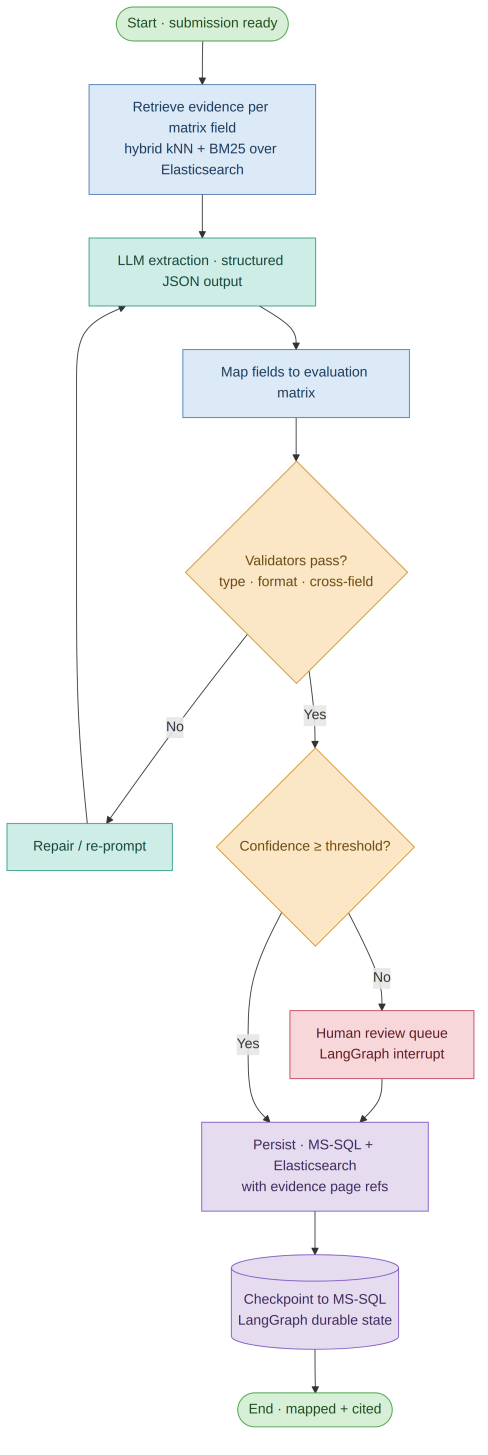 Start · submission ready
Retrieve evidence per
matrix field
hybrid kNN + BM25 over
Elasticsearch
LLM extraction · structured
JSON output
Map fields to evaluation
matrix
Validators pass?
type · format · cross-field
No
Yes
Repair / re-prompt
Confidence ≥ threshold?
No
Yes
Human review queue
LangGraph interrupt
Persist · MS-SQL +
Elasticsearch
with evidence page refs
Checkpoint to MS-SQL
LangGraph durable state
End · mapped + cited